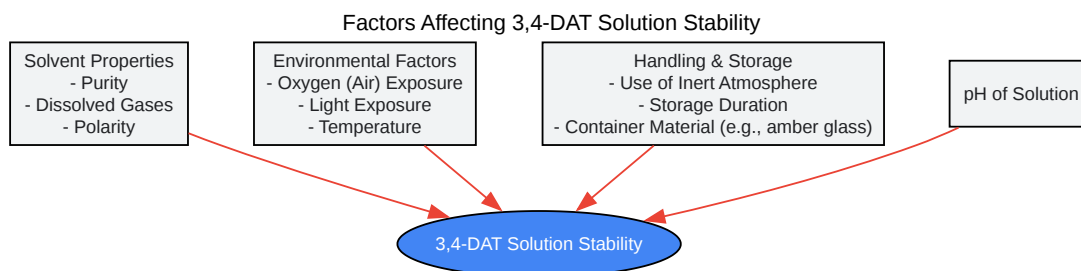 Factors Affecting 3,4-DAT Solution Stability
Solvent Properties
- Purity
- Dissolved Gases
- Polarity
Environmental Factors
- Oxygen (Air) Exposure
- Light Exposure
- Temperature
Handling & Storage
- Use of Inert Atmosphere
- Storage Duration
- Container Material (e.g., amber glass)
pH of Solution
3,4-DAT Solution Stability